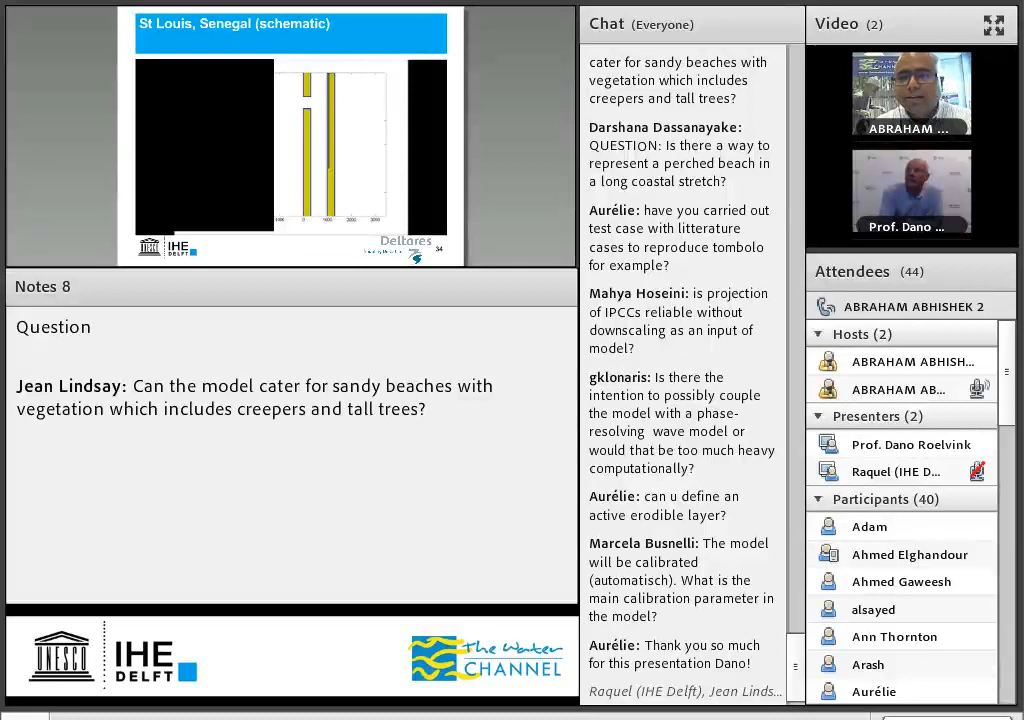 St Louis, Senegal (schematic)
0
1000
2000
3000
UNESCO
IHE
DELFT
Deltares
34
Notes 8
Question
Jean Lindsay: Can the model cater for sandy beaches with
vegetation which includes creepers and tall trees?
UNESCO
IHE
DELFT
The Water
CHANNEL
Chat (Everyone)
cater for sandy beaches with
vegetation which includes
creepers and tall trees?
Darshana Dassanayake:
QUESTION: Is there a way to
represent a perched beach in
a long coastal stretch?
Aurélie: have you carried out
test case with litterature
cases to reproduce tombolo
for example?
Mahya Hoseini: is projection
of IPCCs reliable without
downscaling as an input of
model?
gklonaris: Is there the
intention to possibly couple
the model with a phase-
resolving wave model or
would that be too much heavy
computationally?
Aurélie: can u define an
active erodible layer?
Marcela Busnelli: The model
will be calibrated
(automatisch). What is the
main calibration parameter in
the model?
Aurélie: Thank you so much
for this presentation Dano!
Raquel (IHE Delft), Jean Linds...
Video (2)
ABRAHAM ...
Prof. Dano ...
Attendees (44)
ABRAHAM ABHISHEK 2
Hosts (2)
ABRAHAM ABHISH...
ABRAHAM AB...
Presenters (2)
Prof. Dano Roelvink
Raquel (IHE D...
Participants (40)
Adam
Ahmed Elghandour
Ahmed Gaweesh
alsayed
Ann Thornton
Arash
Aurélie